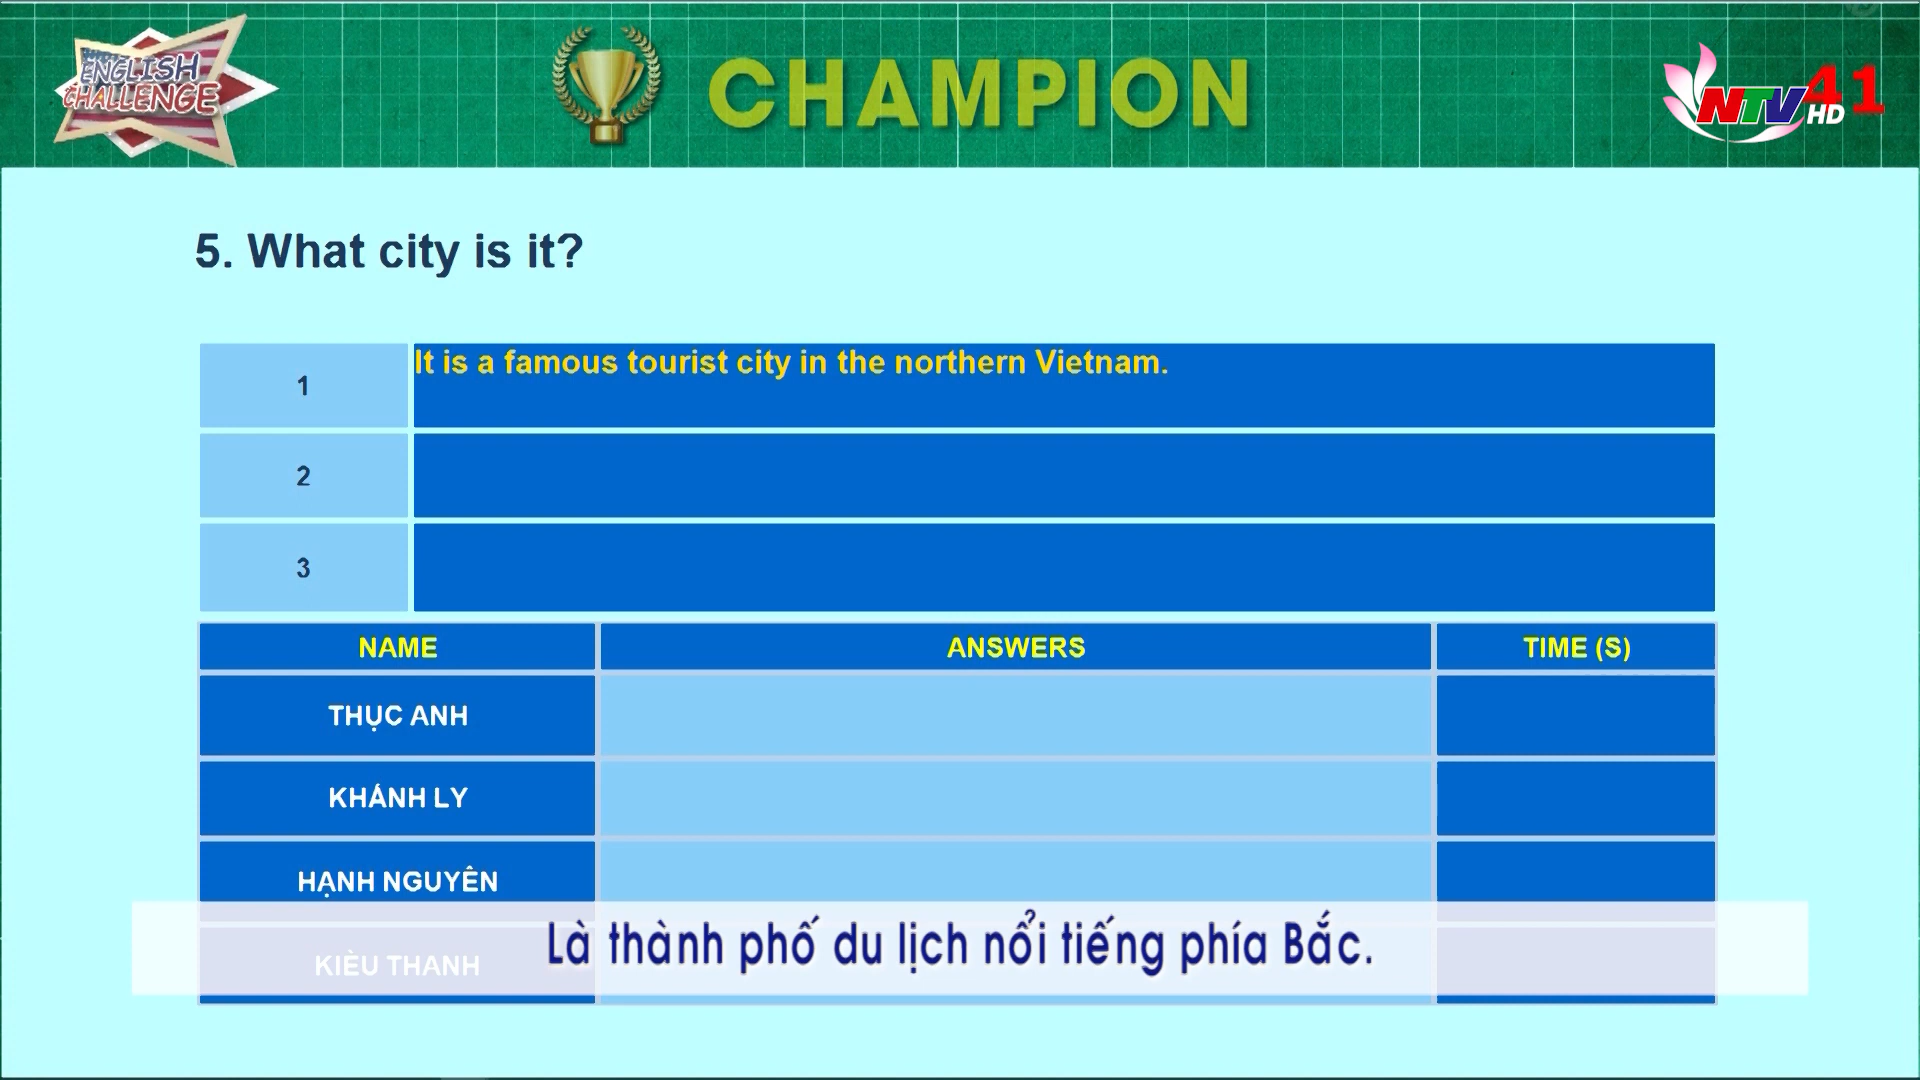 ENGLISH
CHALLENGE
CHAMPION
41
NTV
HD
5. What city is it?
1
It is a famous tourist city in the northern Vietnam.
2
3
NAME
ANSWERS
TIME (S)
THỤC ANH
KHÁNH LY
HẠNH NGUYÊN
KIỀU THANH
Là thành phố du lịch nổi tiếng phía Bắc.